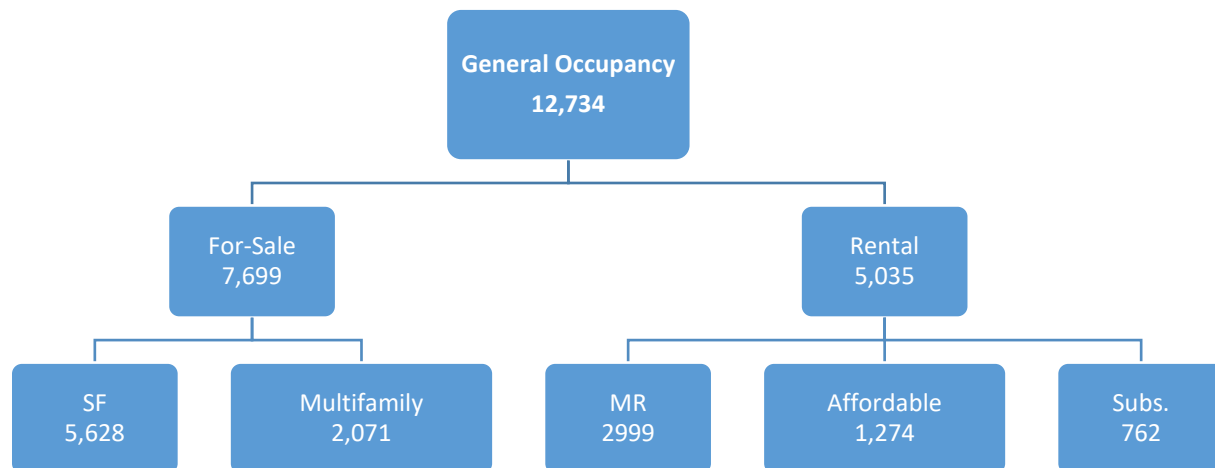 General Occupancy
12,734
For-Sale
7,699
Rental
5,035
SF
5,628
Multifamily
2,071
MR
2999
Affordable
1,274
Subs.
762